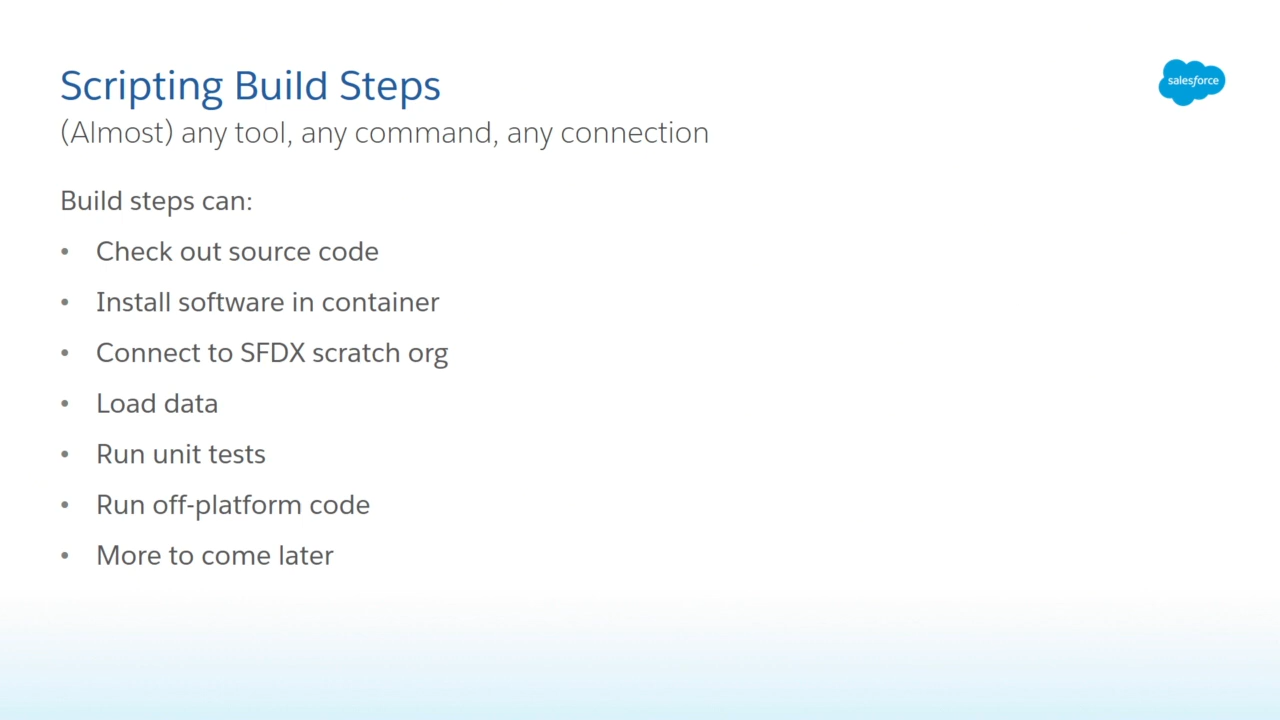 Scripting Build Steps
salesforce
(Almost) any tool, any command, any connection
Build steps can:
• Check out source code
• Install software in container
• Connect to SFDX scratch org
• Load data
• Run unit tests
• Run off-platform code
• More to come later